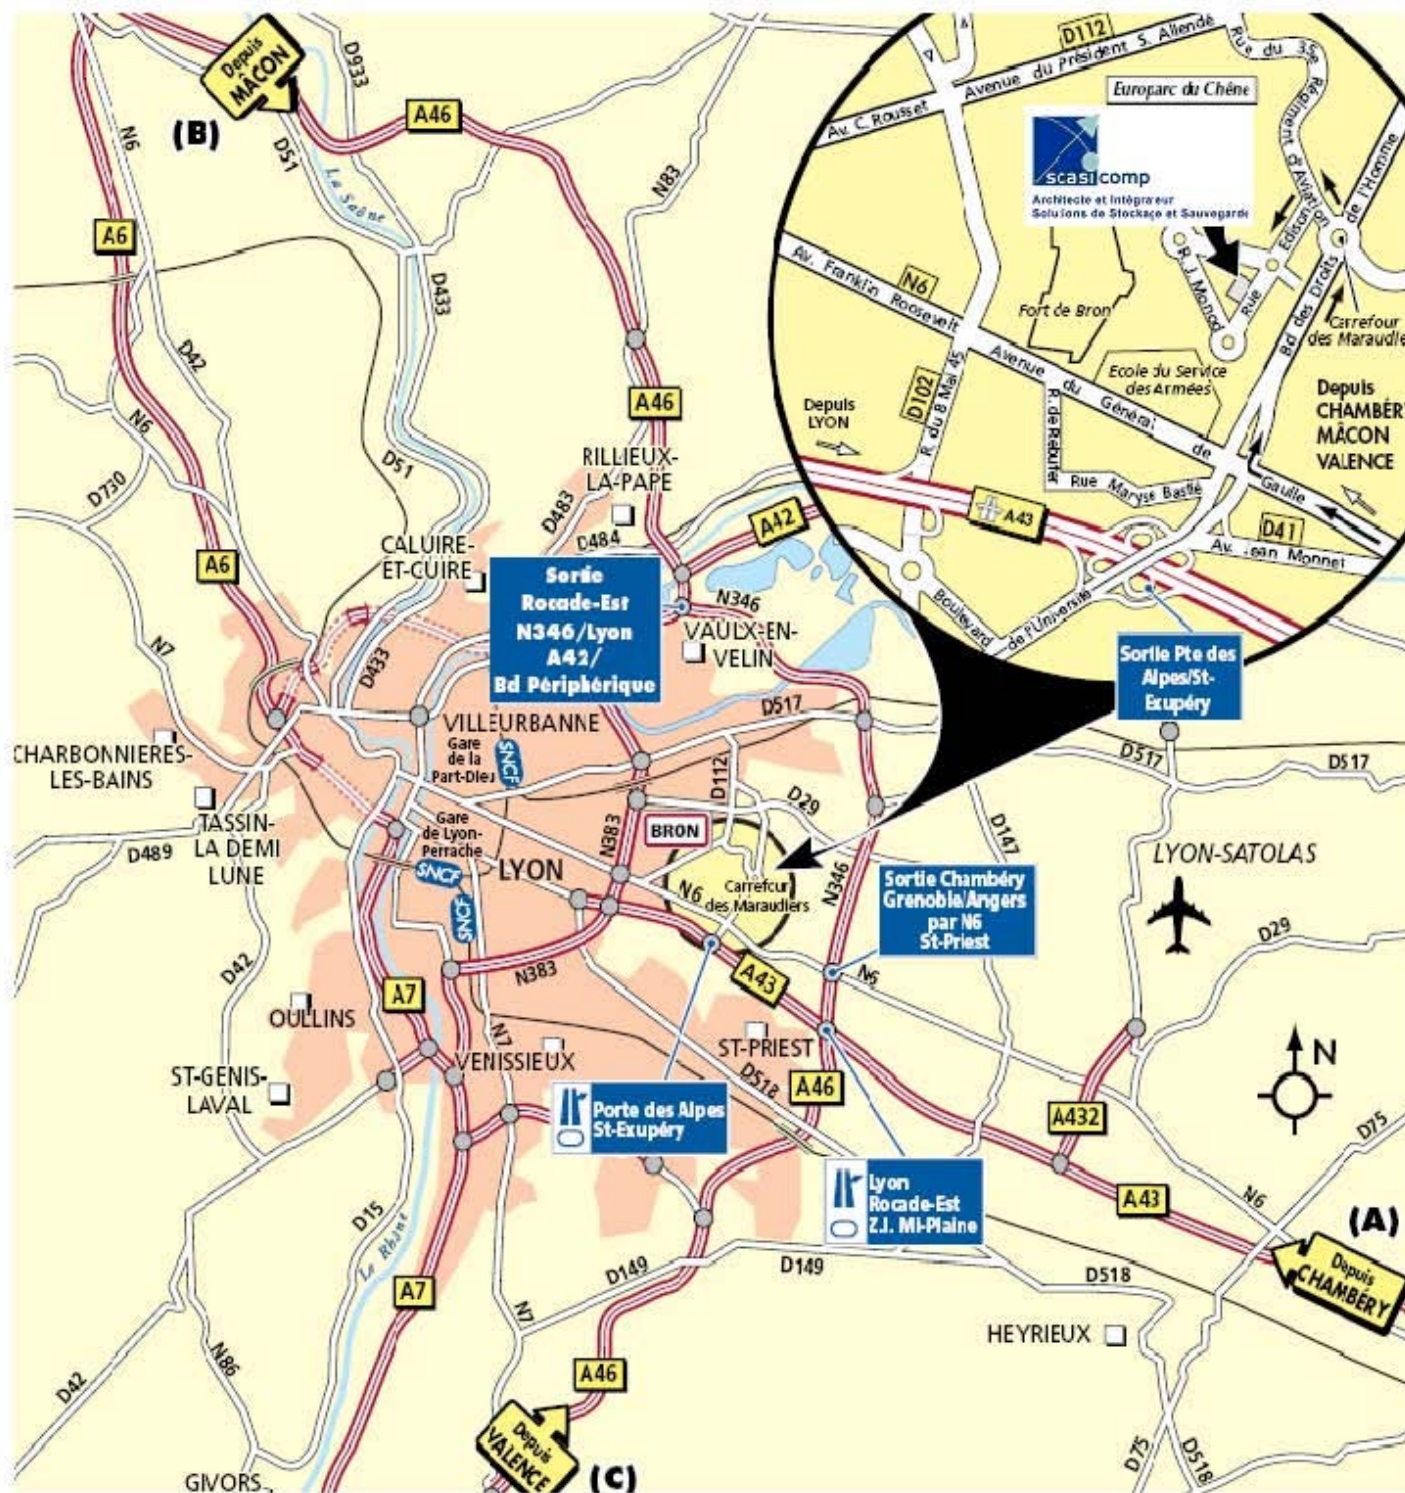 Depuis
MÂCON
(B)
D933
A46
N6
D51
La Saône
N83
A6
D433
D42
N6
D51
D730
A46
RILLIEUX-
LA-PAPE
D483
D484
A42
A6
CALUIRE-
ET-CUIRE
Sortie
Rocade-Est
N346/Lyon
A42/
Bd Périphérique
N346
VAULX-EN-
VELIN
N7
D433
VILLEURBANNE
Gare
de la
Part-Dieu
SNCF
D517
D112
D29
CHARBONNIERES-
LES-BAINS
TASSIN-
LA DEMI
LUNE
D489
Gare
de Lyon-
Perrache
SNCF
SNCF
LYON
N383
BRON
N6
Carrefour
des Maraudiers
N346
D147
D517
D517
LYON-SATOLAS
Sortie Chambéry
Grenoble/Angers
par N6
St-Priest
D29
D42
OULLINS
A7
N383
A43
N6
ST-GENIS-
LAVAL
VENISSIEUX
N7
ST-PRIEST
D518
A46
Porte des Alpes
St-Exupéry
A432
N
D75
Lyon
Rocade-Est
Z.I. Mi-Plaine
A43
N6
(A)
Depuis
CHAMBÉRY
D15
Le Rhône
A7
D149
D149
D518
HEYRIEUX
N7
N86
D42
A46
Depuis
VALENCE
(C)
GIVORS
D75
D518
D112
Avenue du Président S. Allendé
Av. C. Rousset
Rue du 35e Régiment d'Aviation
Europarc du Chêne
scasicomp
Architecte et Intégrateur
Solutions de Stockage et Sauvegarde
Edison
Rue
R. J. Monod
Bd des Droits de l'Homme
Carrefour
des Maraudie
Av. Franklin Roosevelt
N6
Fort de Bron
Avenue du Général de Gaulle
Ecole du Service
des Armées
D102
R. du 8 Mai 45
Depuis
LYON
Rue Maryse Bastié
Depuis
CHAMBÉR
MÂCON
VALENCE
A43
D41
Av. Jean Monnet
Boulevard de l'Université
Sortie Pte des
Alpes/St-
Exupéry